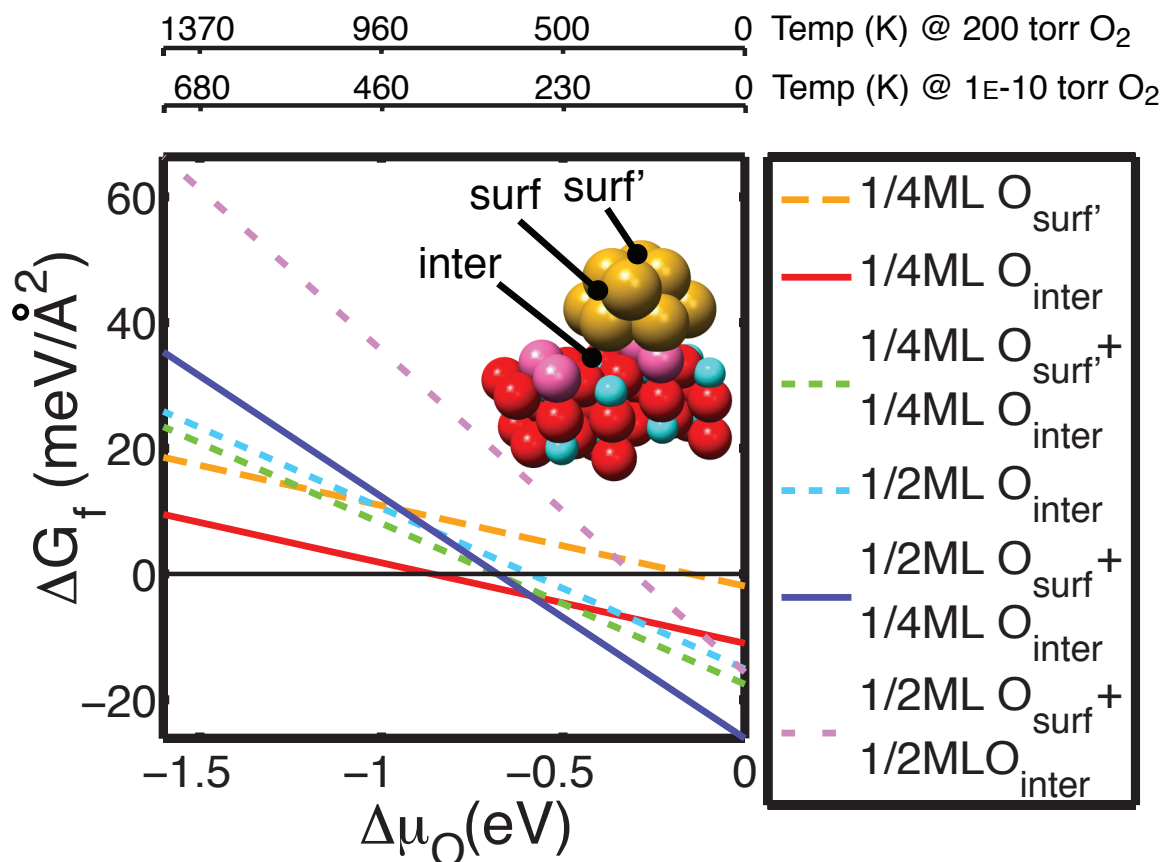 1370 960 500 0 Temp (K) @ 200 torr O2
680 460 230 0 Temp (K) @ 1E-10 torr O2
60
40
20
0
−20
ΔGf (meV/Å2)
−1.5 −1 −0.5 0
ΔμO(eV)
surf surf’
inter
1/4ML Osurf’
1/4ML Ointer
1/4ML Osurf’+
1/4ML Ointer
1/2ML Ointer
1/2ML Osurf+
1/4ML Ointer
1/2ML Osurf+
1/2MLOinter